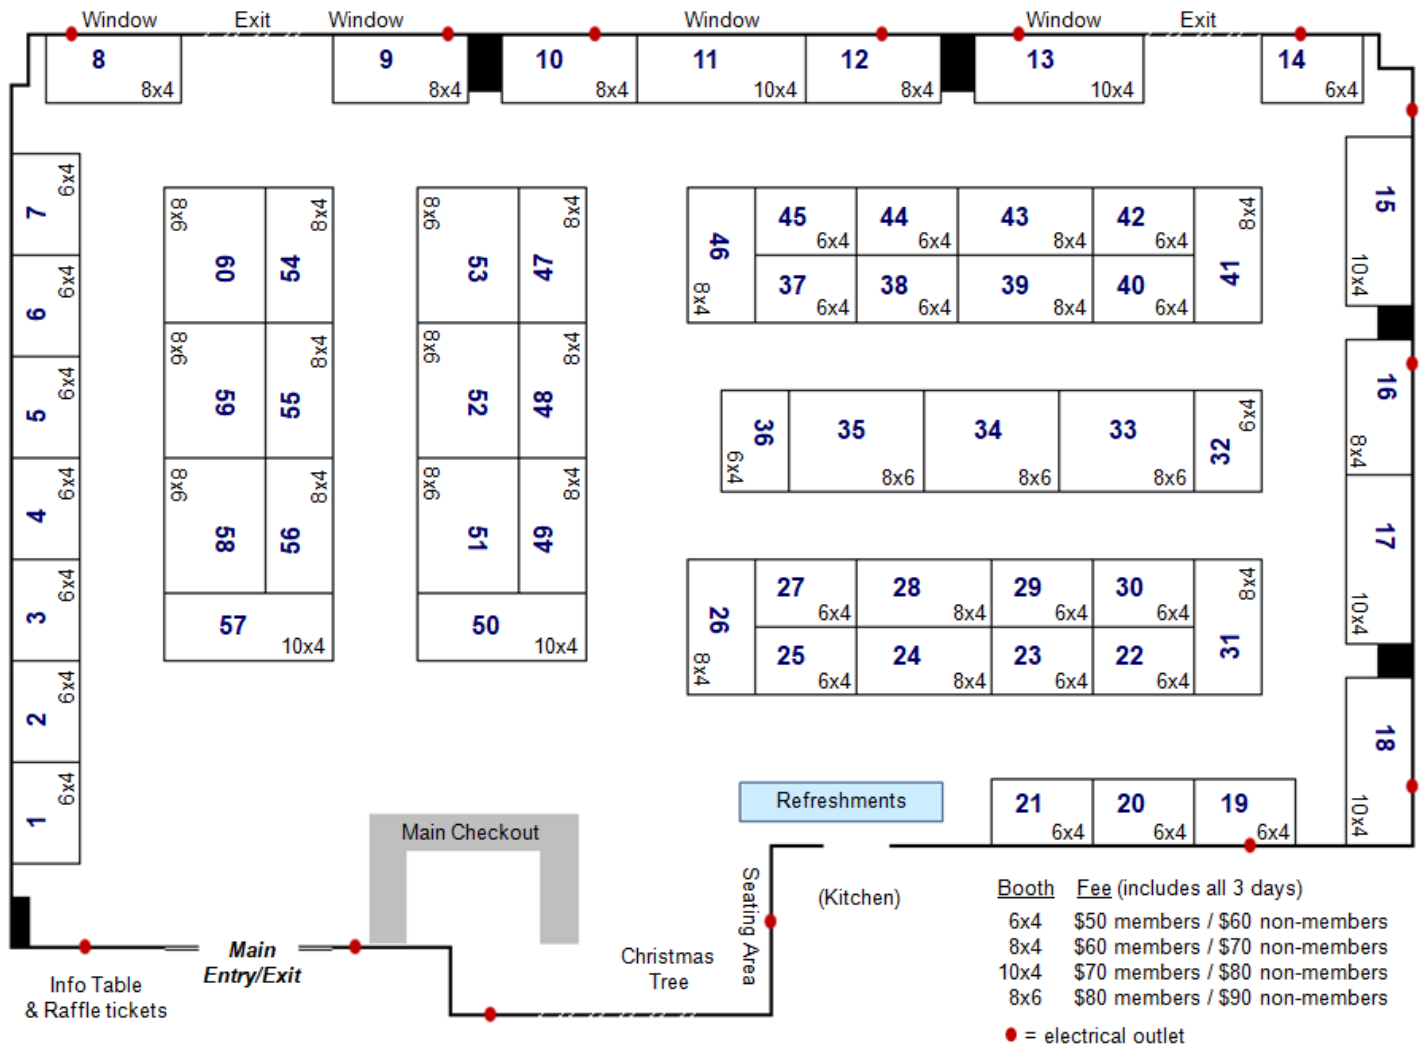 Window Exit Window Window Window Exit
8 9 10 11 12 13 14
8x4 8x4 8x4 10x4 8x4 10x4 6x4
7 6x4
6 6x4
5 6x4
4 6x4
3 6x4
2 6x4
1 6x4
60 8x6
54 8x4
59 8x6
55 8x4
58 8x6
56 8x4
57 10x4
53 8x6
47 8x4
52 8x6
48 8x4
51 8x6
49 8x4
50 10x4
46 8x4
45 6x4
44 6x4
43 8x4
42 6x4
41 8x4
37 6x4
38 6x4
39 8x4
40 6x4
36 6x4
35 8x6
34 8x6
33 8x6
32 6x4
26 8x4
27 6x4
28 8x4
29 6x4
30 6x4
31 8x4
25 6x4
24 8x4
23 6x4
22 6x4
15 10x4
16 8x4
17 10x4
18 10x4
21 6x4
20 6x4
19 6x4
Refreshments
Main Checkout
Seating Area
(Kitchen)
Christmas
Tree
Main
Entry/Exit
Info Table
& Raffle tickets
Booth Fee (includes all 3 days)
6x4 $50 members / $60 non-members
8x4 $60 members / $70 non-members
10x4 $70 members / $80 non-members
8x6 $80 members / $90 non-members
= electrical outlet